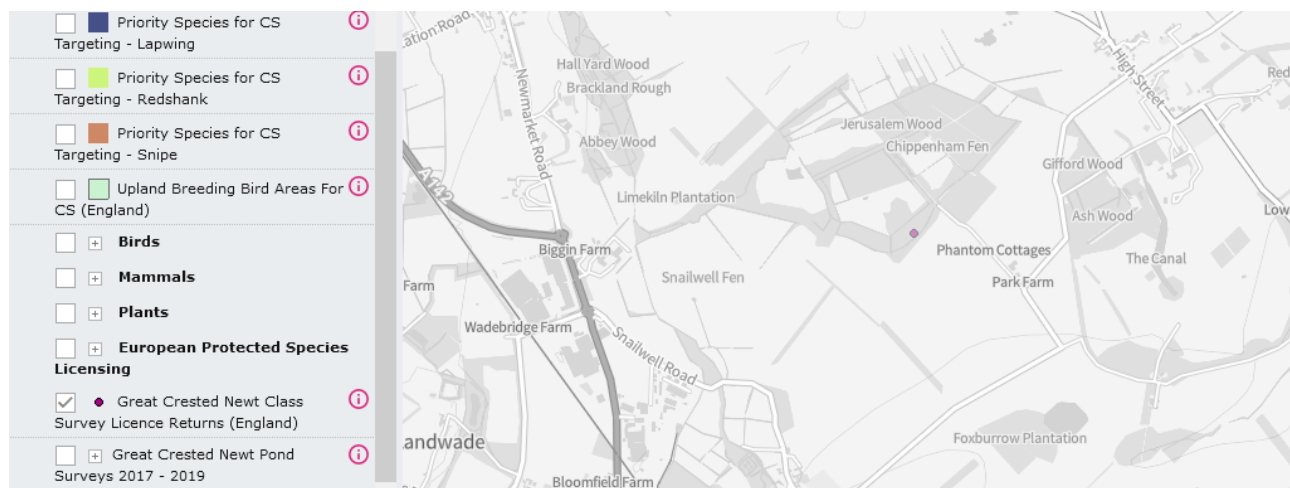 Priority Species for CS
Targeting - Lapwing
Priority Species for CS
Targeting - Redshank
Priority Species for CS
Targeting - Snipe
Upland Breeding Bird Areas For
CS (England)
Birds
Mammals
Plants
European Protected Species
Licensing
Great Crested Newt Class
Survey Licence Returns (England)
Great Crested Newt Pond
Surveys 2017 - 2019
Hall Yard Wood
Brackland Rough
Newmarket Road
Abbey Wood
Jerusalem Wood
Chippenham Fen
High Street
Gifford Wood
A142
Limekiln Plantation
Ash Wood
Biggin Farm
Phantom Cottages
The Canal
Farm
Snailwell Fen
Park Farm
Wadebridge Farm
Snailwell Road
andwade
Foxburrow Plantation
Bloomfield Farm